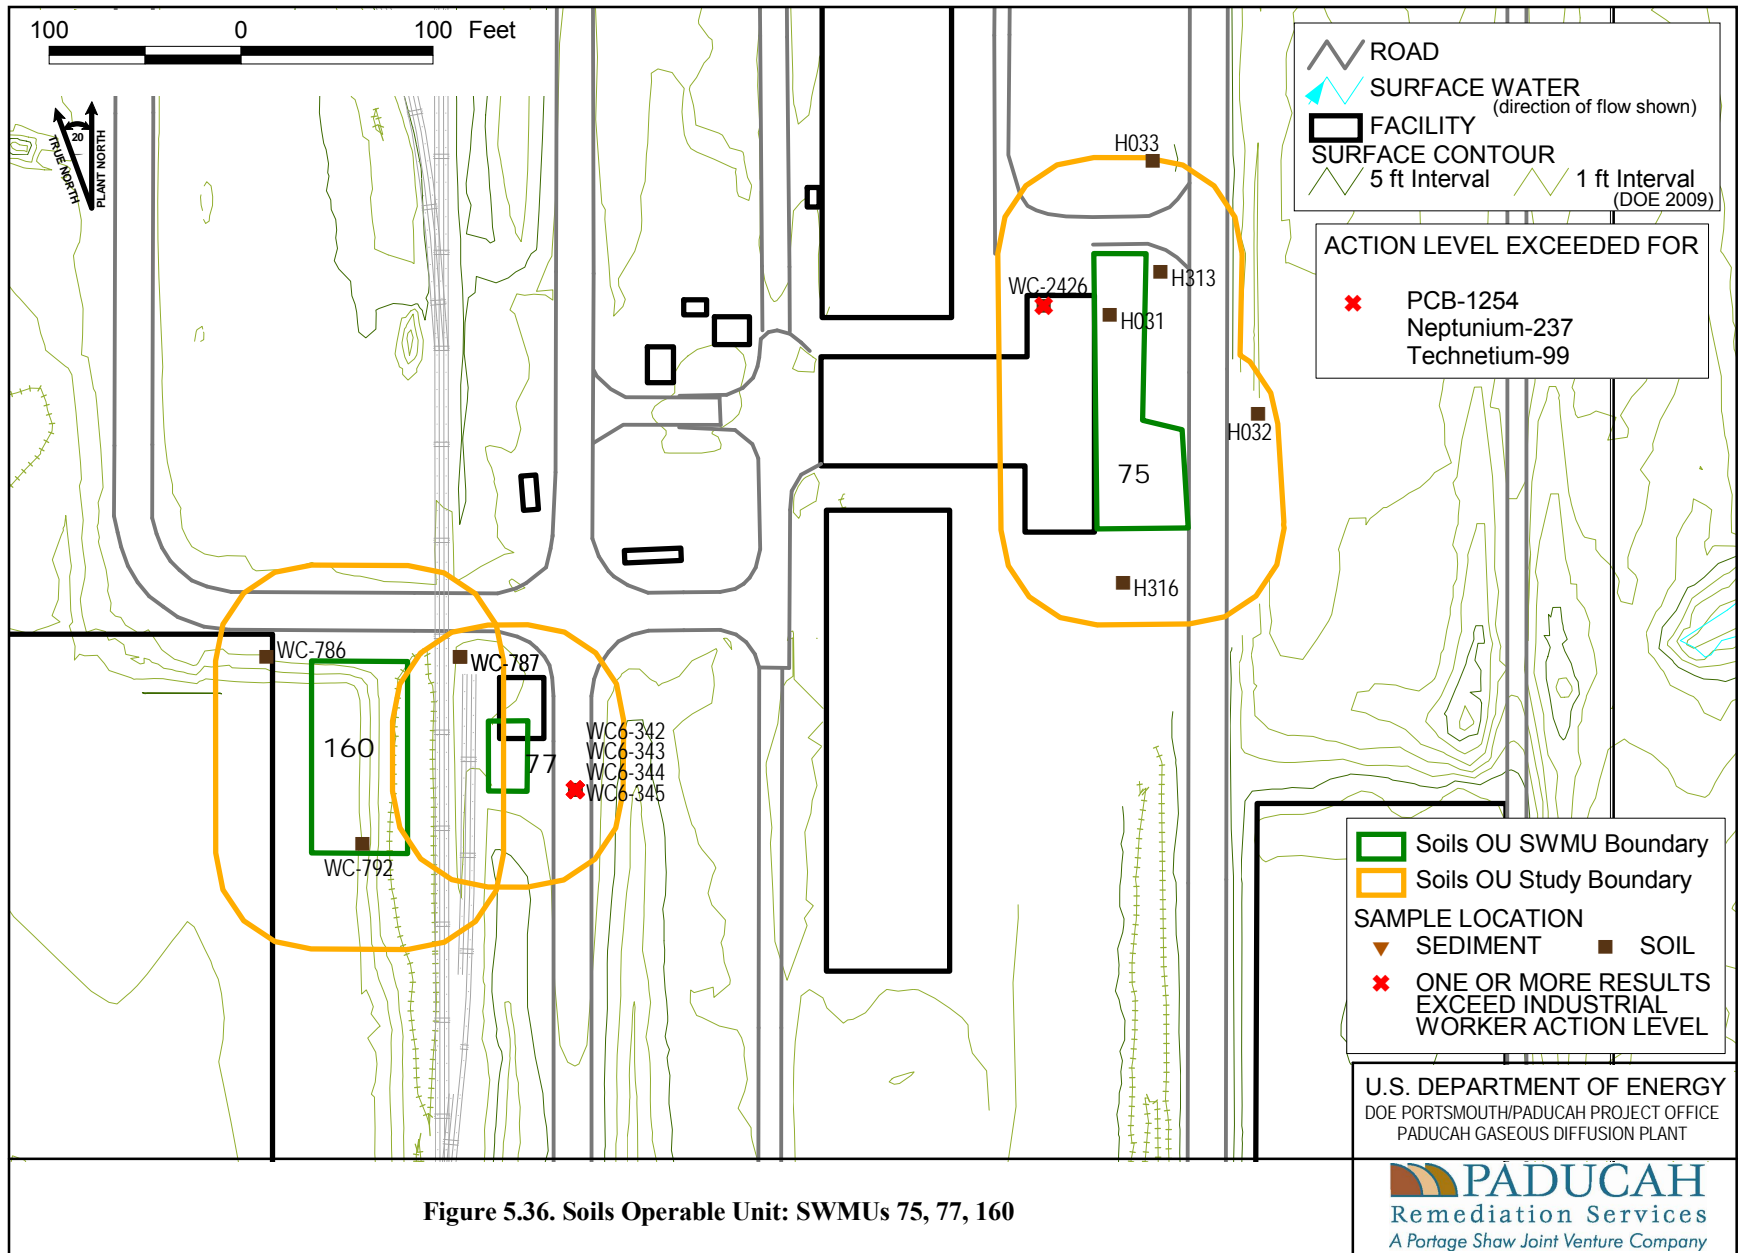 100 0 100 Feet
20
TRUE NORTH
PLANT NORTH
ROAD
SURFACE WATER
(direction of flow shown)
FACILITY
SURFACE CONTOUR
5 ft Interval 1 ft Interval
(DOE 2009)
ACTION LEVEL EXCEEDED FOR
PCB-1254
Neptunium-237
Technetium-99
H033
H313
WC-2426
H031
H032
75
H316
WC-786
WC-787
160
77
WC6-342
WC6-343
WC6-344
WC6-345
WC-792
Soils OU SWMU Boundary
Soils OU Study Boundary
SAMPLE LOCATION
SEDIMENT SOIL
ONE OR MORE RESULTS
EXCEED INDUSTRIAL
WORKER ACTION LEVEL
U.S. DEPARTMENT OF ENERGY
DOE PORTSMOUTH/PADUCAH PROJECT OFFICE
PADUCAH GASEOUS DIFFUSION PLANT
Figure 5.36. Soils Operable Unit: SWMUs 75, 77, 160
PADUCAH
Remediation Services
A Portage Shaw Joint Venture Company